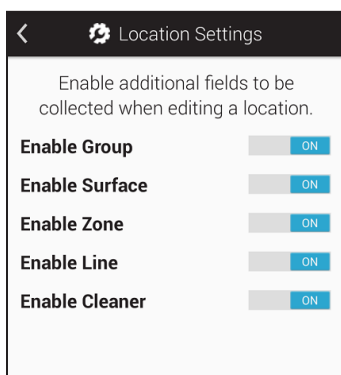 Location Settings
Enable additional fields to be
collected when editing a location.
Enable Group ON
Enable Surface ON
Enable Zone ON
Enable Line ON
Enable Cleaner ON